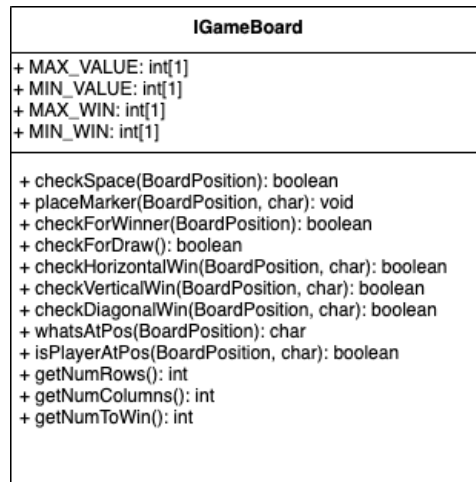 IGameBoard
+ MAX_VALUE: int[1]
+ MIN_VALUE: int[1]
+ MAX_WIN: int[1]
+ MIN_WIN: int[1]
+ checkSpace(BoardPosition): boolean
+ placeMarker(BoardPosition, char): void
+ checkForWinner(BoardPosition): boolean
+ checkForDraw(): boolean
+ checkHorizontalWin(BoardPosition, char): boolean
+ checkVerticalWin(BoardPosition, char): boolean
+ checkDiagonalWin(BoardPosition, char): boolean
+ whatsAtPos(BoardPosition): char
+ isPlayerAtPos(BoardPosition, char): boolean
+ getNumRows(): int
+ getNumColumns(): int
+ getNumToWin(): int